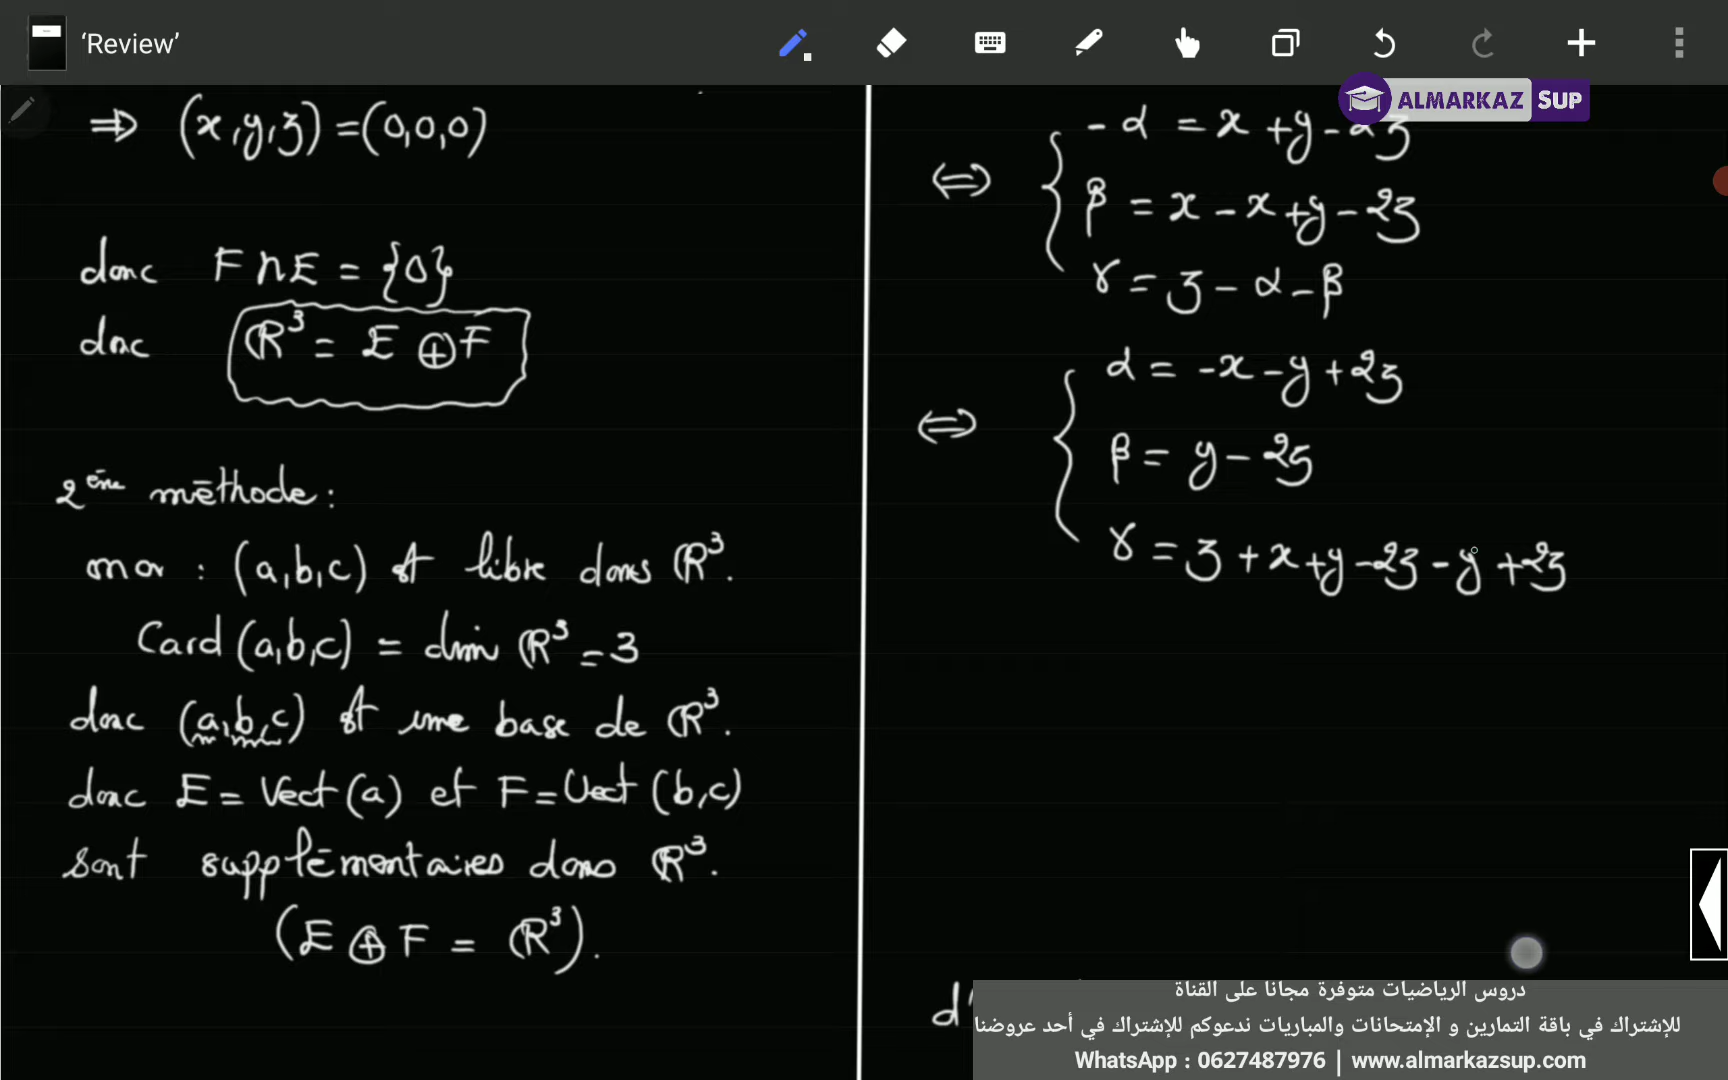 ‘Review’
ALMARKAZ SUP
⇒ (x,y,z) = (0,0,0)
donc F ∩ E = {0}
donc ℝ³ = E ⊕ F
2ème méthode :
on a : (a,b,c) et libre dans ℝ³.
Card (a,b,c) = dim ℝ³ = 3
donc (a,b,c) et une base de ℝ³.
donc E = Vect(a) et F = Vect (b,c)
sont supplémentaires dans ℝ³.
(E ⊕ F = ℝ³).
⇔ { -α = x + y - 2z
β = x - x + y - 2z
γ = z - α - β
⇔ { α = -x - y + 2z
β = y - 2z
γ = z + x + y - 2z - y + 2z
دروس الرياضيات متوفرة مجانا على القناة
للإشتراك في باقة التمارين و الإمتحانات والمباريات ندعوكم للإشتراك في أحد عروضنا
WhatsApp : 0627487976 | www.almarkazsup.com